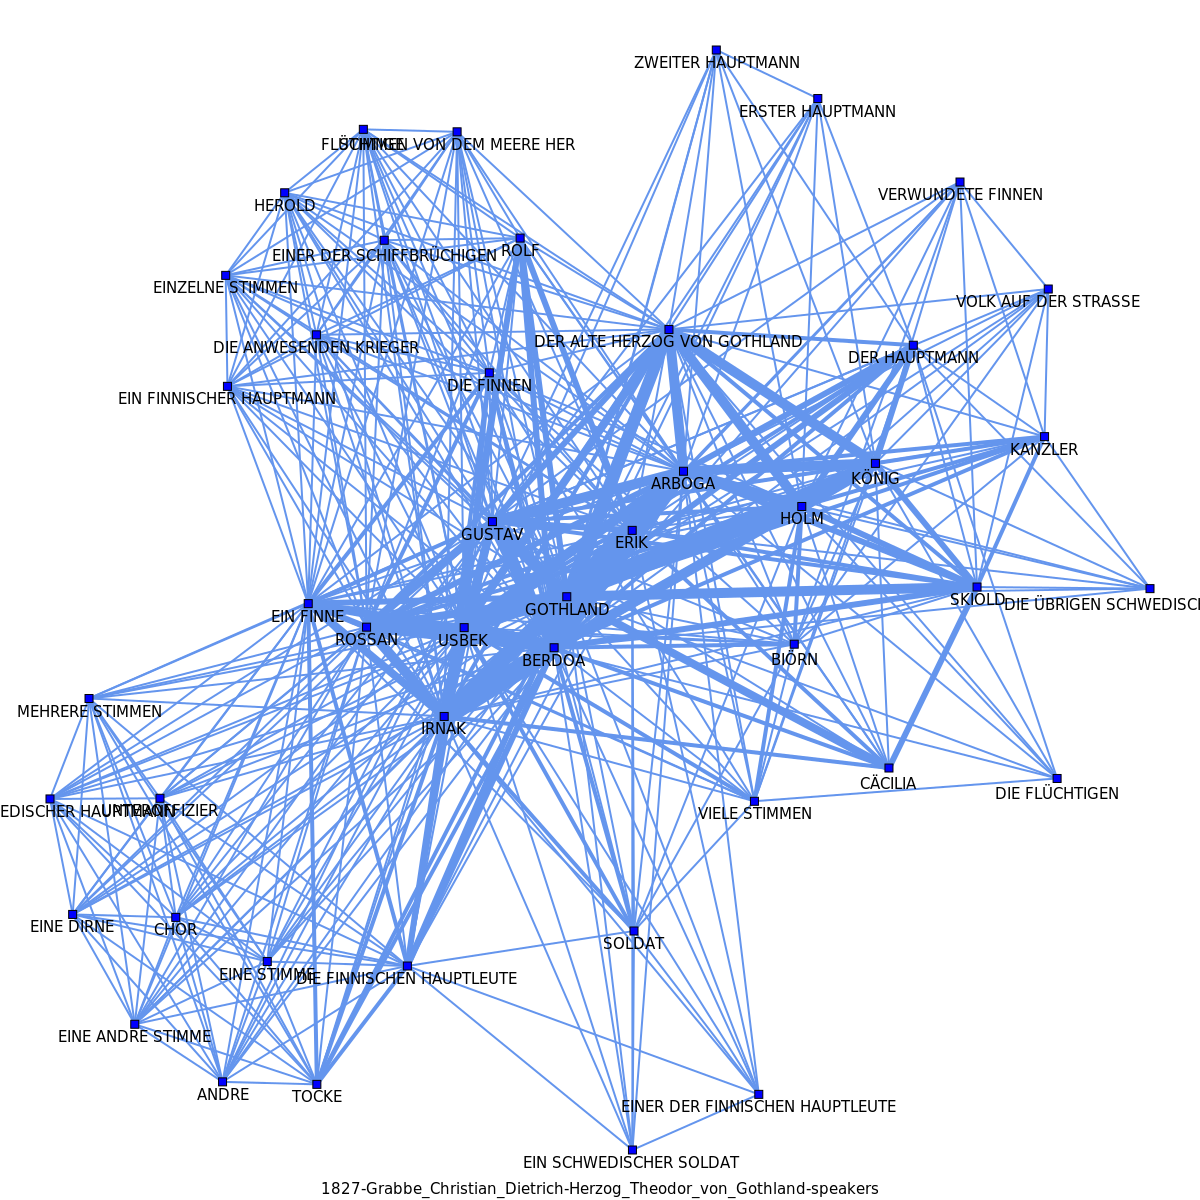 ZWEITER HAUPTMANN
ERSTER HAUPTMANN
STIMMEN VON DEM MEERE HER
VERWUNDETE FINNEN
HEROLD
EINER DER SCHIFFBRÜCHIGEN
ROLF
EINZELNE STIMMEN
VOLK AUF DER STRASSE
DIE ANWESENDEN KRIEGER
DER ALTE HERZOG VON GOTHLAND
DER HAUPTMANN
DIE FINNEN
EIN FINNISCHER HAUPTMANN
KANZLER
KÖNIG
ARBOGA
HOLM
GUSTAV
ERIK
SKIOLD
DIE ÜBRIGEN SCHWEDISC
GOTHLAND
EIN FINNE
ROSSAN
USBEK
BERDOA
BIÖRN
MEHRERE STIMMEN
IRNAK
CÄCILIA
DIE FLÜCHTIGEN
EDISCHER HAUPTMANN
UNTEROFFIZIER
VIELE STIMMEN
EINE DIRNE
CHOR
SOLDAT
EINE STIMME
DIE FINNISCHEN HAUPTLEUTE
EINE ANDRE STIMME
ANDRE
TOCKE
EINER DER FINNISCHEN HAUPTLEUTE
EIN SCHWEDISCHER SOLDAT
1827-Grabbe_Christian_Dietrich-Herzog_Theodor_von_Gothland-speakers